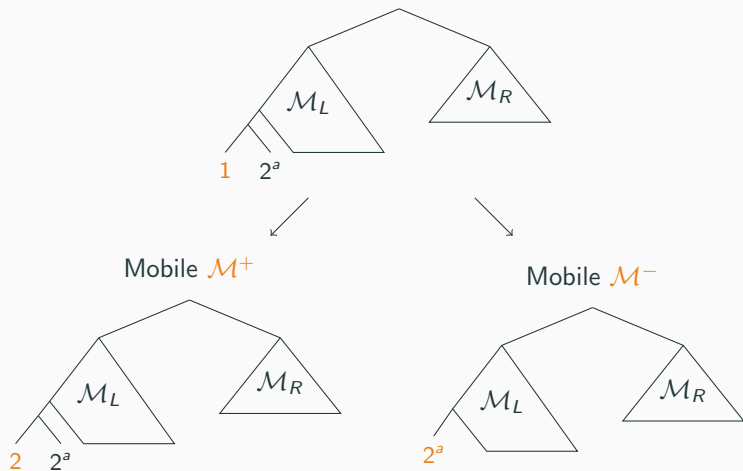 ℳ_L ℳ_R
1 2^a
Mobile ℳ^+
Mobile ℳ^−
ℳ_L ℳ_R
ℳ_L ℳ_R
2 2^a
2^a